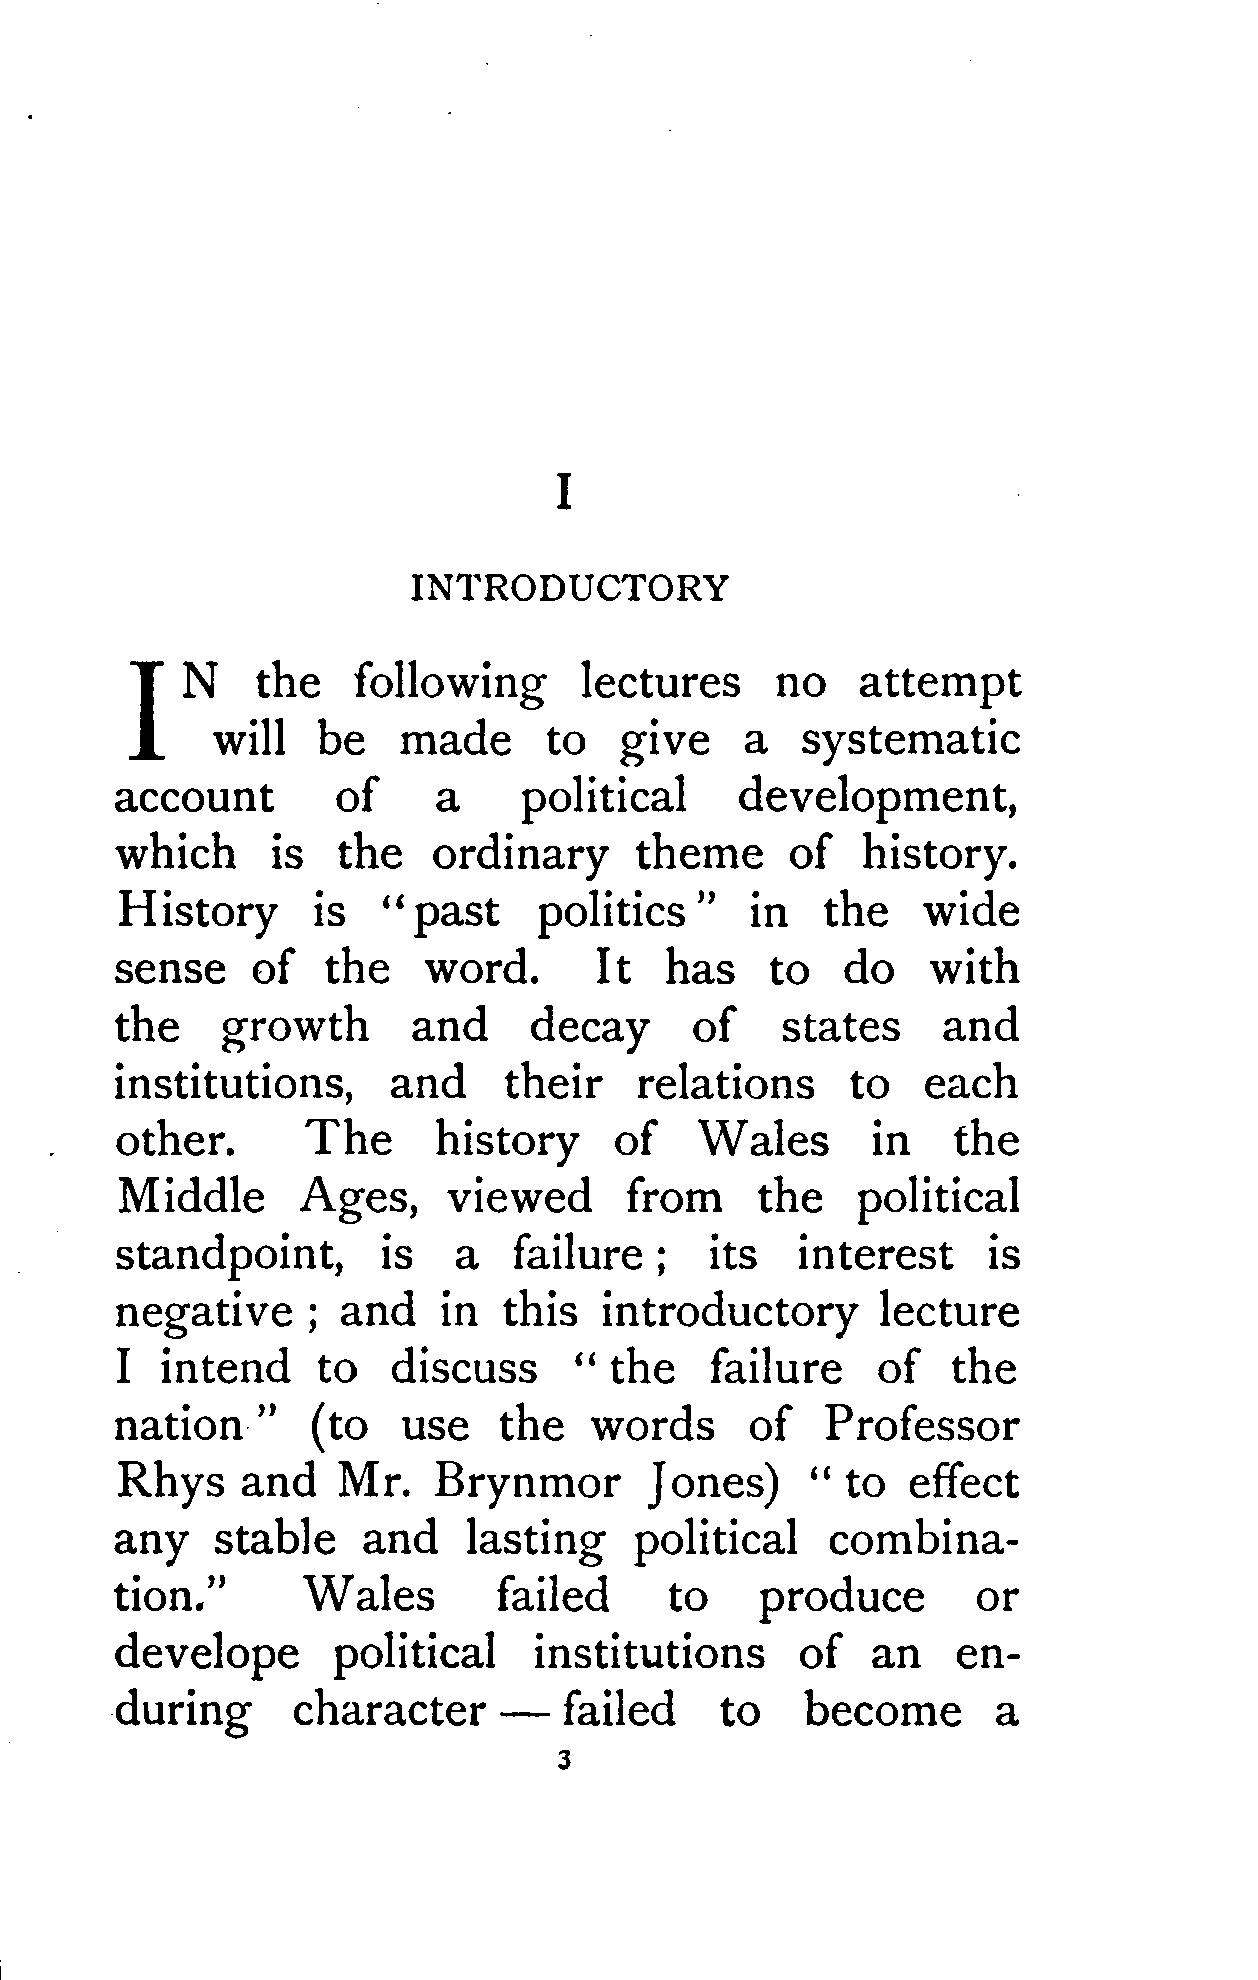 I
INTRODUCTORY
IN the following lectures no attempt
will be made to give a systematic
account of a political development,
which is the ordinary theme of history.
History is "past politics" in the wide
sense of the word. It has to do with
the growth and decay of states and
institutions, and their relations to each
other. The history of Wales in the
Middle Ages, viewed from the political
standpoint, is a failure; its interest is
negative; and in this introductory lecture
I intend to discuss "the failure of the
nation" (to use the words of Professor
Rhys and Mr. Brynmor Jones) "to effect
any stable and lasting political combina-
tion." Wales failed to produce or
develope political institutions of an en-
during character — failed to become a
3